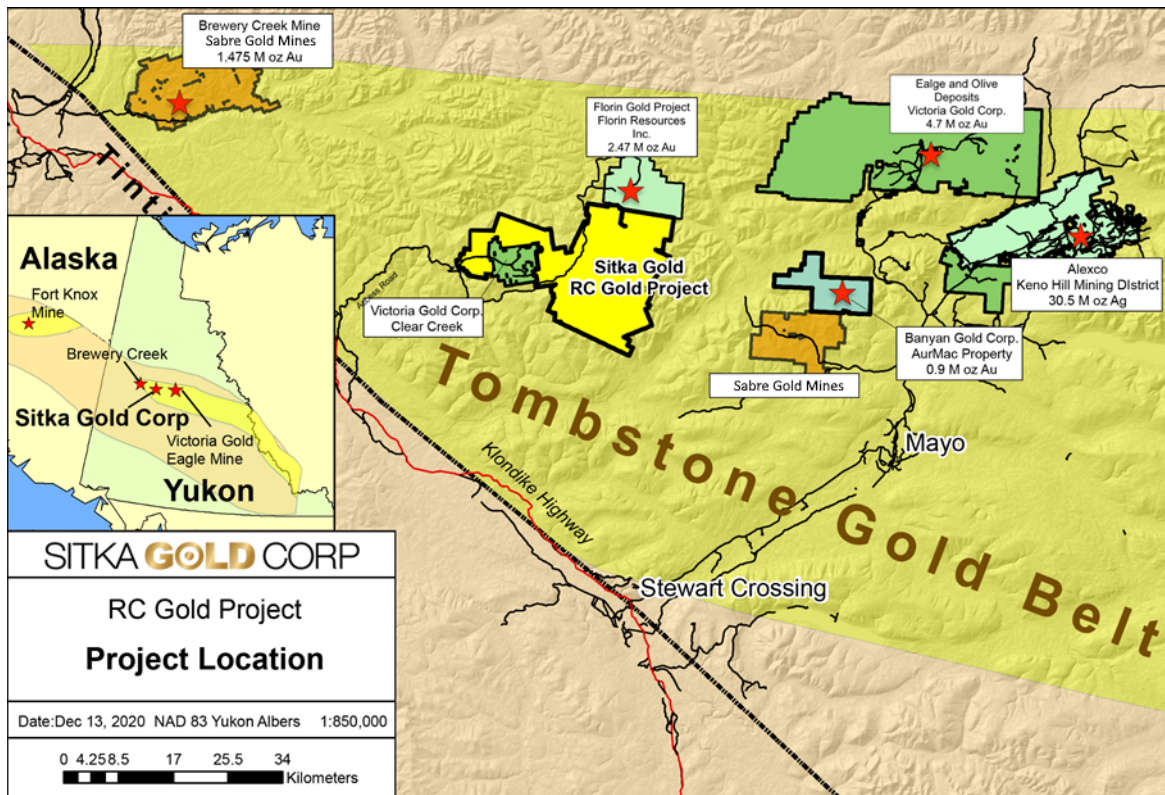 Brewery Creek Mine
Sabre Gold Mines
1.475 M oz Au
Florin Gold Project
Florin Resources
Inc.
2.47 M oz Au
Ealge and Olive
Deposits
Victoria Gold Corp.
4.7 M oz Au
Tinti
Sitka Gold
RC Gold Project
Access Road
Victoria Gold Corp.
Clear Creek
Alexco
Keno Hill Mining DIstrict
30.5 M oz Ag
Banyan Gold Corp.
AurMac Property
0.9 M oz Au
Sabre Gold Mines
Tombstone Gold Belt
Mayo
Klondike Highway
Stewart Crossing
Alaska
Fort Knox
Mine
Brewery Creek
Sitka Gold Corp
Victoria Gold
Eagle Mine
Yukon
SITKA GOLD CORP
RC Gold Project
Project Location
Date:Dec 13, 2020 NAD 83 Yukon Albers 1:850,000
0 4.25 8.5 17 25.5 34
Kilometers